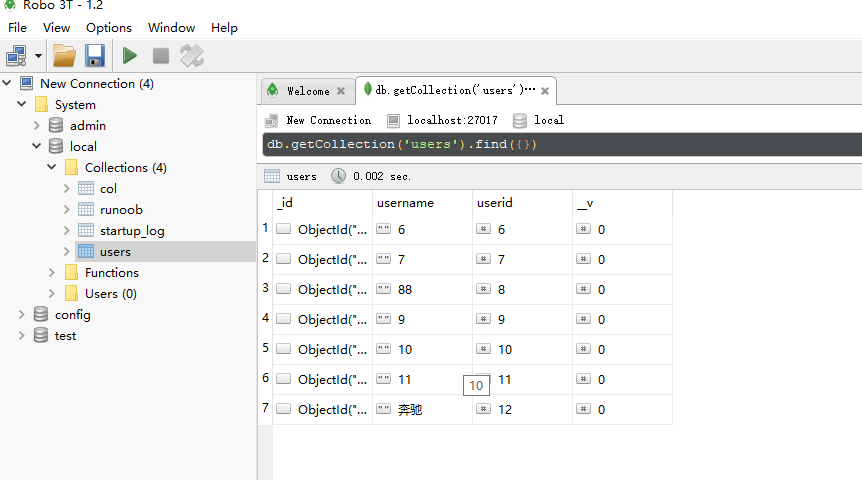 Robo 3T - 1.2
File View Options Window Help
New Connection (4)
System
admin
local
Collections (4)
col
runoob
startup_log
users
Functions
Users (0)
config
test
Welcome
db.getCollection('users')···
New Connection localhost:27017 local
db.getCollection('users').find({})
users 0.002 sec.
_id username userid __v
1 ObjectId("... "" 6 # 6 # 0
2 ObjectId("... "" 7 # 7 # 0
3 ObjectId("... "" 88 # 8 # 0
4 ObjectId("... "" 9 # 9 # 0
5 ObjectId("... "" 10 # 10 # 0
6 ObjectId("... "" 11 # 11 # 0
10
7 ObjectId("... "" 奔驰 # 12 # 0